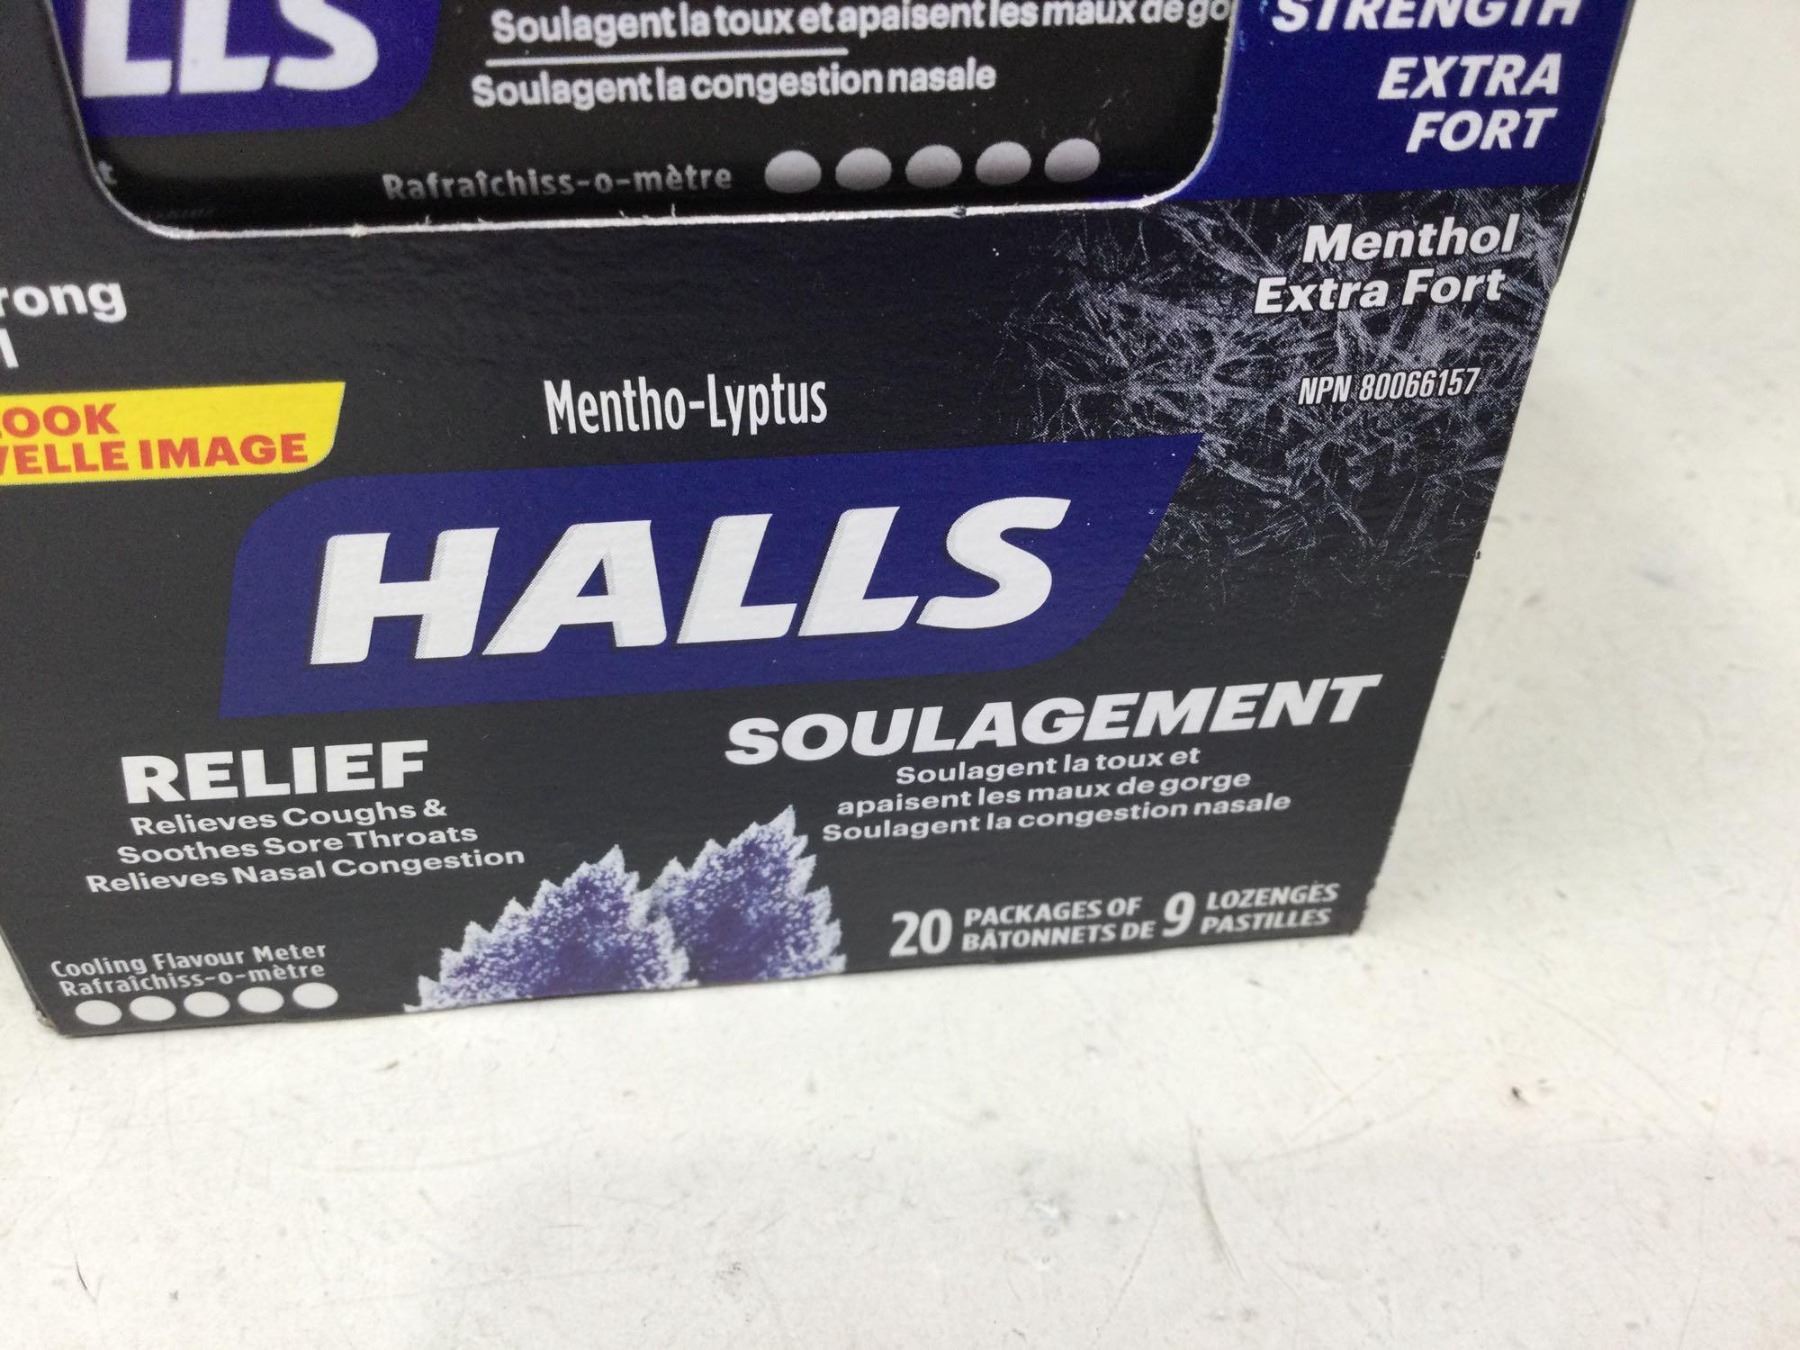 LLS
Soulagent la toux et apaisent les maux de go
Soulagent la congestion nasale
Rafraîchiss-o-mètre
STRENGTH
EXTRA
FORT
Menthol
Extra Fort
NPN 80066157
rong
l
OOK
VELLE IMAGE
Mentho-Lyptus
HALLS
RELIEF
Relieves Coughs &
Soothes Sore Throats
Relieves Nasal Congestion
SOULAGEMENT
Soulagent la toux et
apaisent les maux de gorge
Soulagent la congestion nasale
Cooling Flavour Meter
Rafraîchiss-o-mètre
20 PACKAGES OF 9 LOZENGES
BÂTONNETS DE PASTILLES